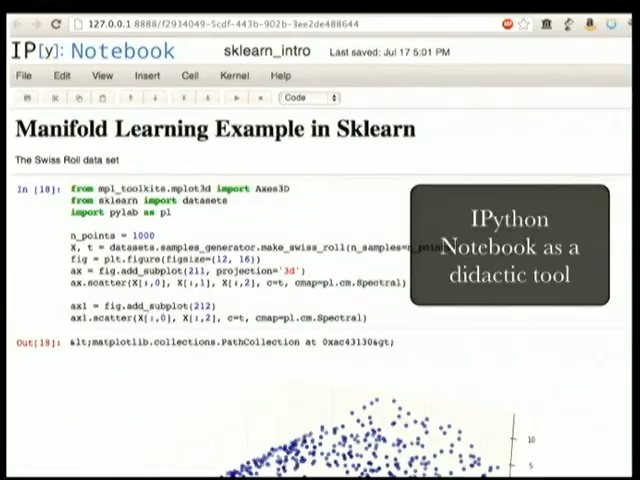 127.0.0.1:8888/f2934049-5cdf-443b-902b-3ee2de488644
IP[y]: Notebook sklearn_intro Last saved: Jul 17 5:01 PM
File Edit View Insert Cell Kernel Help
Code
Manifold Learning Example in Sklearn
The Swiss Roll data set
In [18]: from mpl_toolkits.mplot3d import Axes3D
from sklearn import datasets
import pylab as pl
n_points = 1000
X, t = datasets.samples_generator.make_swiss_roll(n_samples=n_points
fig = plt.figure(figsize=(12, 16))
ax = fig.add_subplot(211, projection='3d')
ax.scatter(X[:,0], X[:,1], X[:,2], c=t, cmap=pl.cm.Spectral)
ax1 = fig.add_subplot(212)
ax1.scatter(X[:,0], X[:,2], c=t, cmap=pl.cm.Spectral)
IPython
Notebook as a
didactic tool
Out[18]: &lt;matplotlib.collections.PathCollection at 0xac43130&gt;
10
5